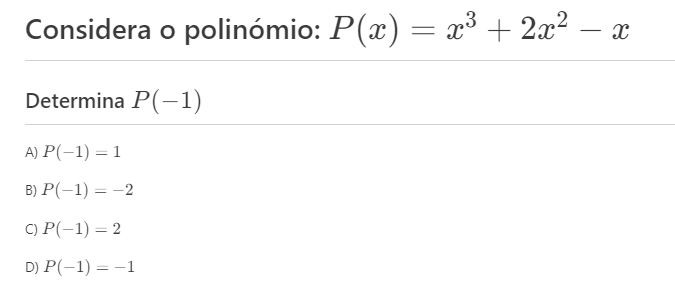 Considera o polinómio: P(x) = x³ + 2x² − x
Determina P(−1)
A) P(−1) = 1
B) P(−1) = −2
C) P(−1) = 2
D) P(−1) = −1